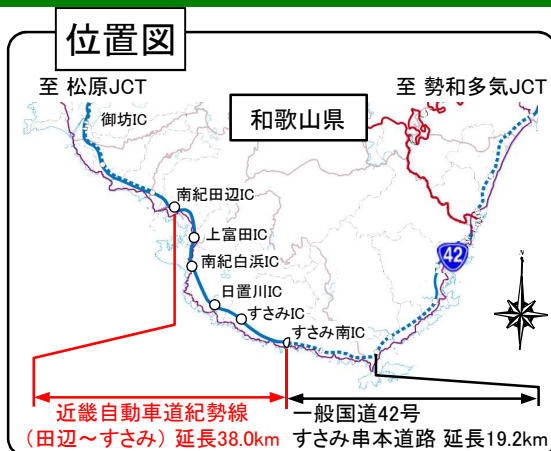 位置図
至 松原JCT
至 勢和多気JCT
御坊IC
和歌山県
南紀田辺IC
上富田IC
南紀白浜IC
42
日置川IC
すさみIC
すさみ南IC
近畿自動車道紀勢線
（田辺～すさみ）延長38.0km
一般国道42号
すさみ串本道路 延長19.2km